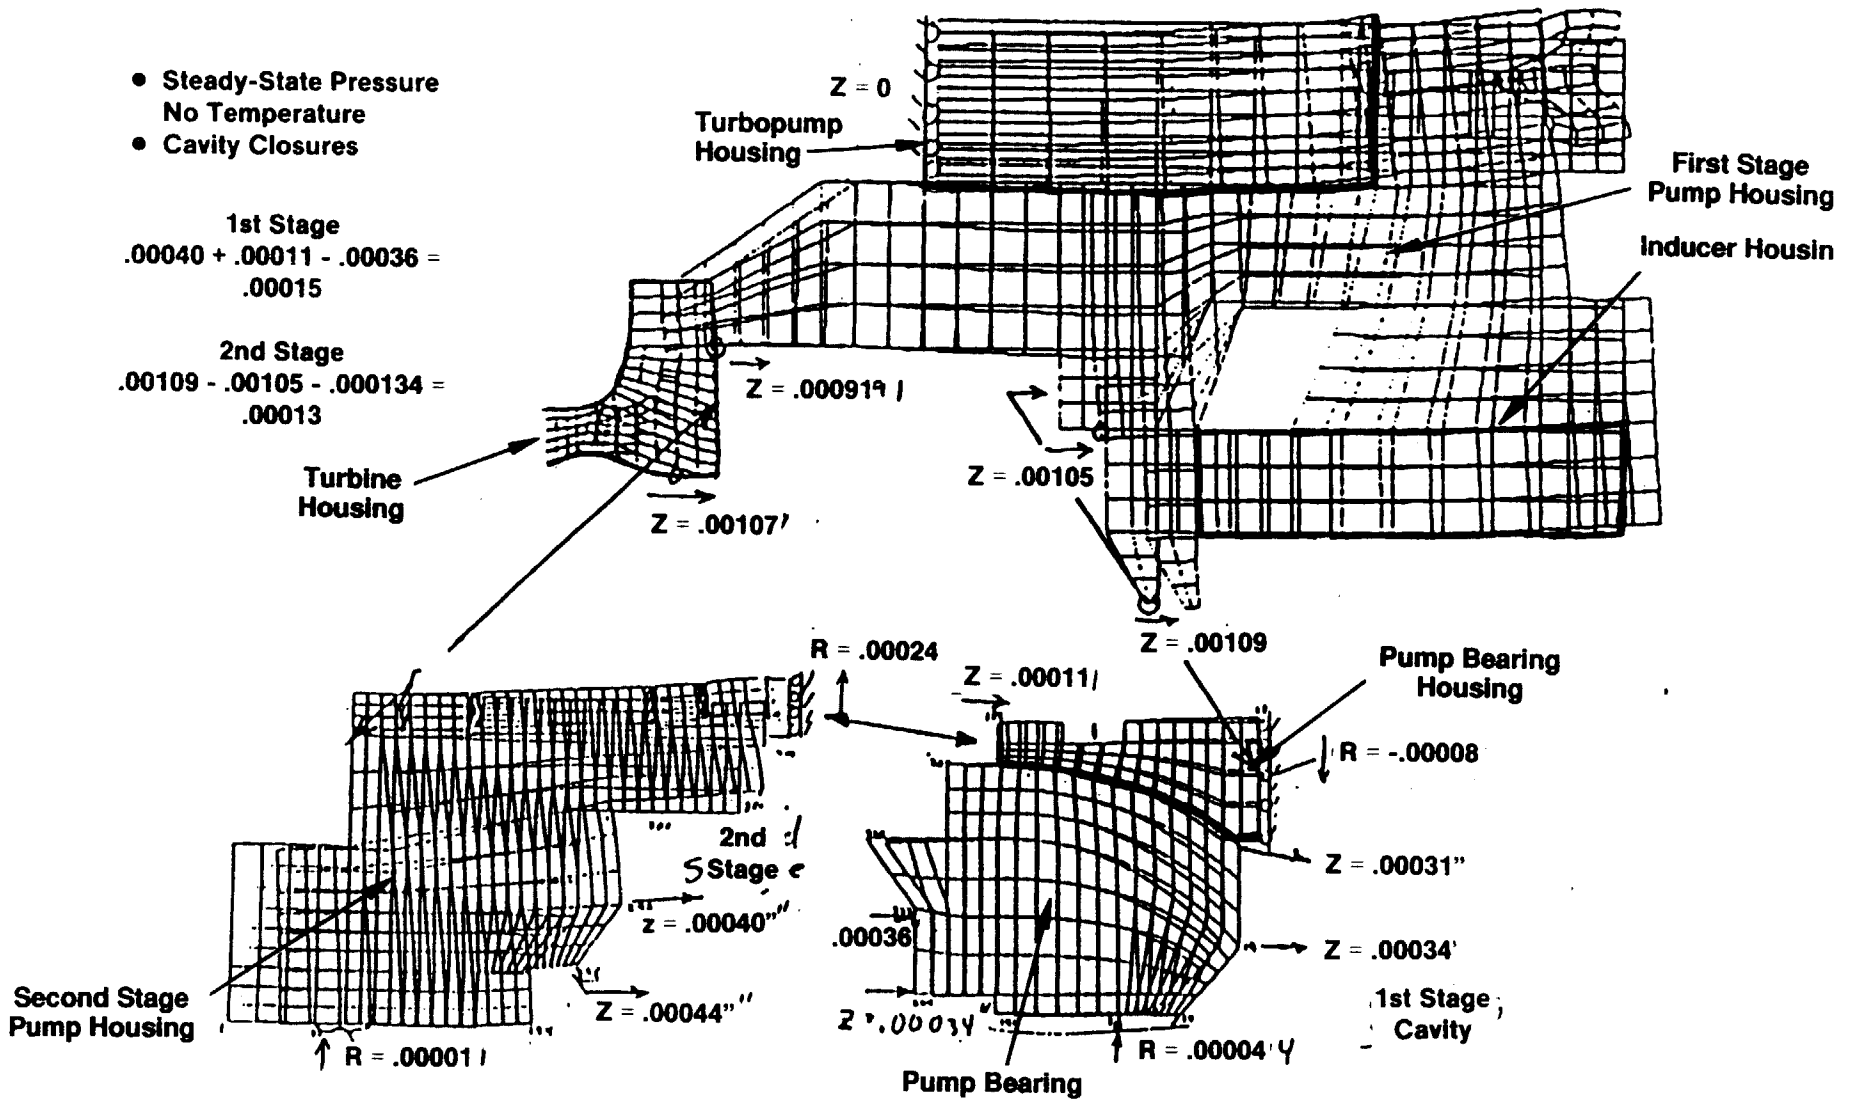 ● Steady-State Pressure
No Temperature
● Cavity Closures
1st Stage
.00040 + .00011 - .00036 =
.00015
2nd Stage
.00109 - .00105 - .000134 =
.00013
Z = 0
Turbopump
Housing
First Stage
Pump Housing
Inducer Housin
Z = .000919
Z = .00105
Turbine
Housing
Z = .00107'
Z = .00109
R = .00024
Z = .00011
Pump Bearing
Housing
R = -.00008
2nd
Stage
Z = .00031"
z = .00040"
.00036
Z = .00034'
Second Stage
Pump Housing
Z = .00044"
Z = .00034
1st Stage
Cavity
R = .00001
R = .00004
Pump Bearing